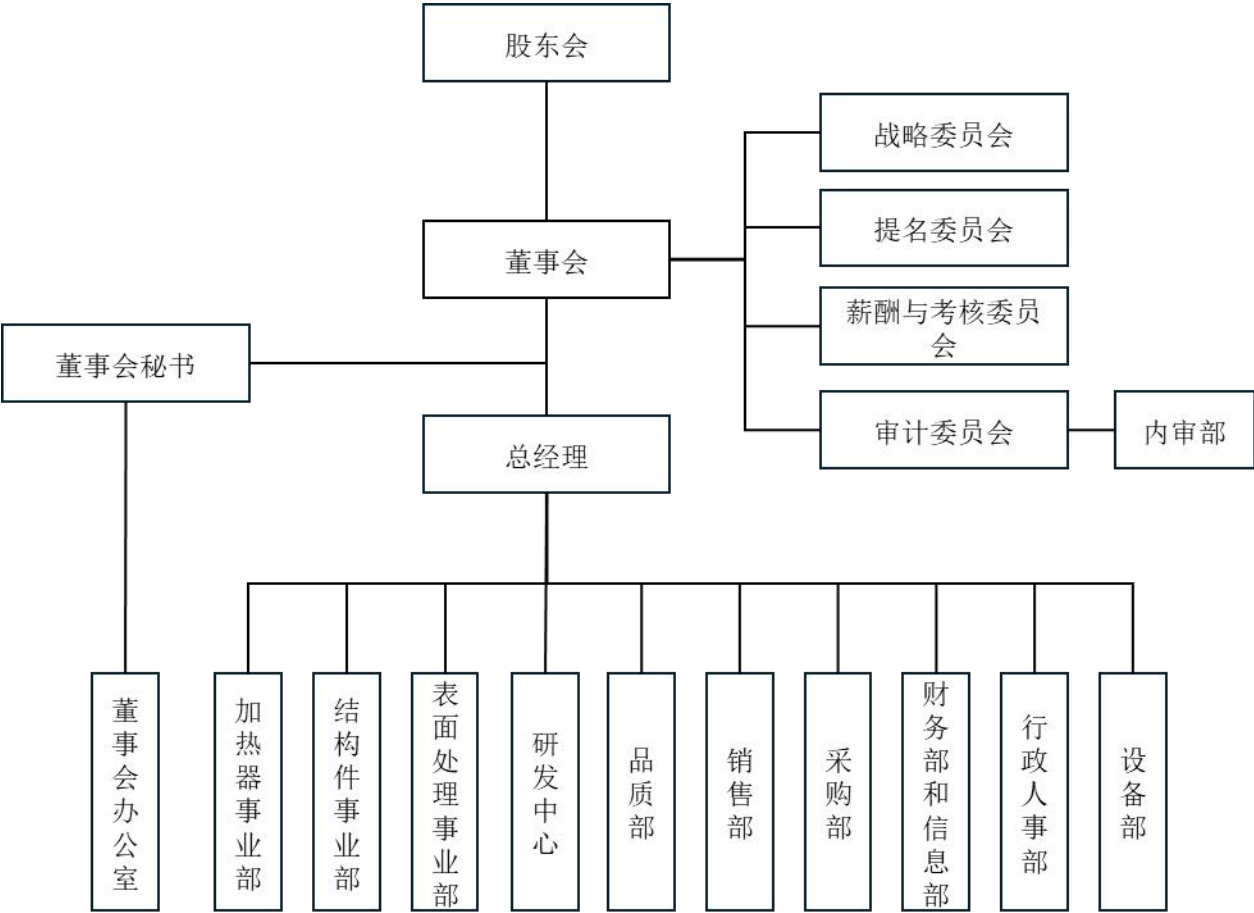 股东会
战略委员会
提名委员会
董事会
薪酬与考核委员
会
董事会秘书
审计委员会
内审部
总经理
董事会办公室
加热器事业部
结构件事业部
表面处理事业部
研发中心
品质部
销售部
采购部
财务部和信息部
行政人事部
设备部